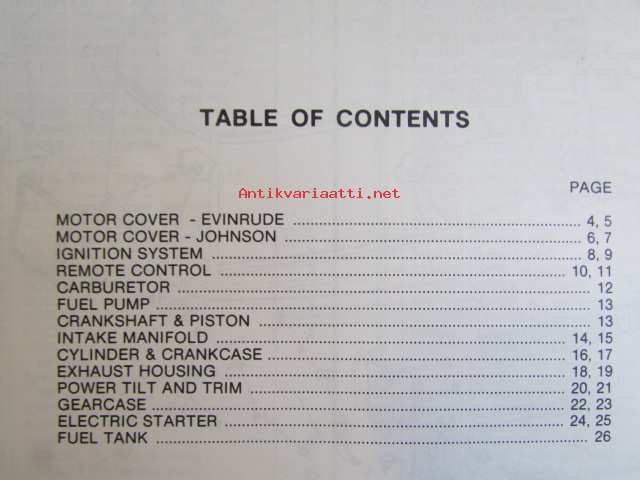 TABLE OF CONTENTS
Antikvariaatti.net
PAGE
MOTOR COVER - EVINRUDE 4, 5
MOTOR COVER - JOHNSON 6, 7
IGNITION SYSTEM 8, 9
REMOTE CONTROL 10, 11
CARBURETOR 12
FUEL PUMP 13
CRANKSHAFT & PISTON 13
INTAKE MANIFOLD 14, 15
CYLINDER & CRANKCASE 16, 17
EXHAUST HOUSING 18, 19
POWER TILT AND TRIM 20, 21
GEARCASE 22, 23
ELECTRIC STARTER 24, 25
FUEL TANK 26